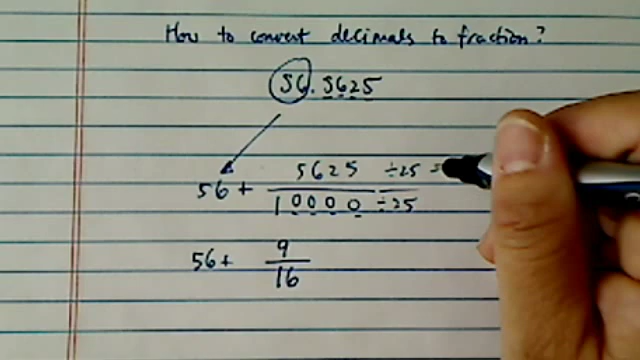 How to convert decimals to fraction?
56.5625
56 + 5625 ÷25 =
10000 ÷25
56+ 9
16